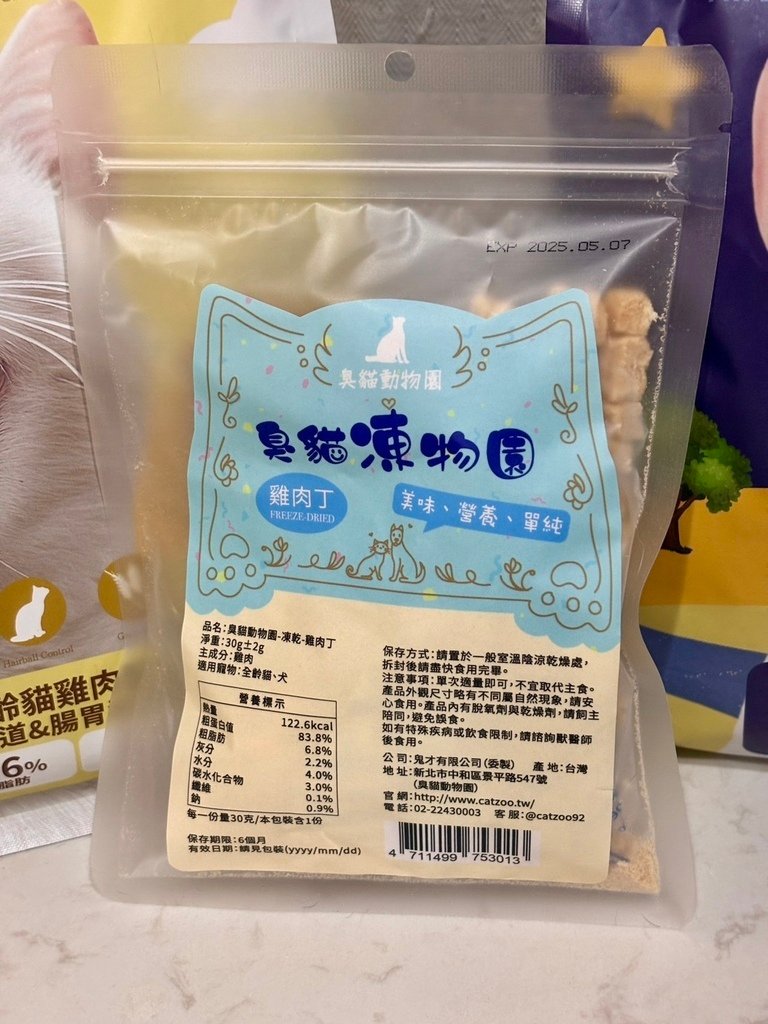 EXP 2025.05.07
臭貓動物園
臭貓凍物園
雞肉丁
FREEZE-DRIED
美味、營養、單純
品名:臭貓動物園-凍乾-雞肉丁
淨重:30g±2g
主成分:雞肉
適用寵物:全齡貓、犬
營養標示
熱量 122.6kcal
粗蛋白值 83.8%
粗脂肪 6.8%
灰分 2.2%
水分 4.0%
碳水化合物 3.0%
纖維 0.1%
鈉 0.9%
每一份量30克/本包裝含1份
保存期限:6個月
有效日期:請見包裝(yyyy/mm/dd)
保存方式:請置於一般室溫陰涼乾燥處,
拆封後請盡快食用完畢。
注意事項:單次適量即可,不宜取代主食。
產品外觀尺寸略有不同屬自然現象,請安
心食用。產品內有脫氧劑與乾燥劑,請飼主
陪同,避免誤食。
如有特殊疾病或飲食限制,請諮詢獸醫師
後食用。
公司:鬼才有限公司(委製) 產地:台灣
地址:新北市中和區景平路547號
(臭貓動物園)
官網:http://www.catzoo.tw/
電話:02-22430003 客服:@catzoo92
4 711499 753013
Hairball Control
齡貓雞肉
道&腸胃
6%
脂肪